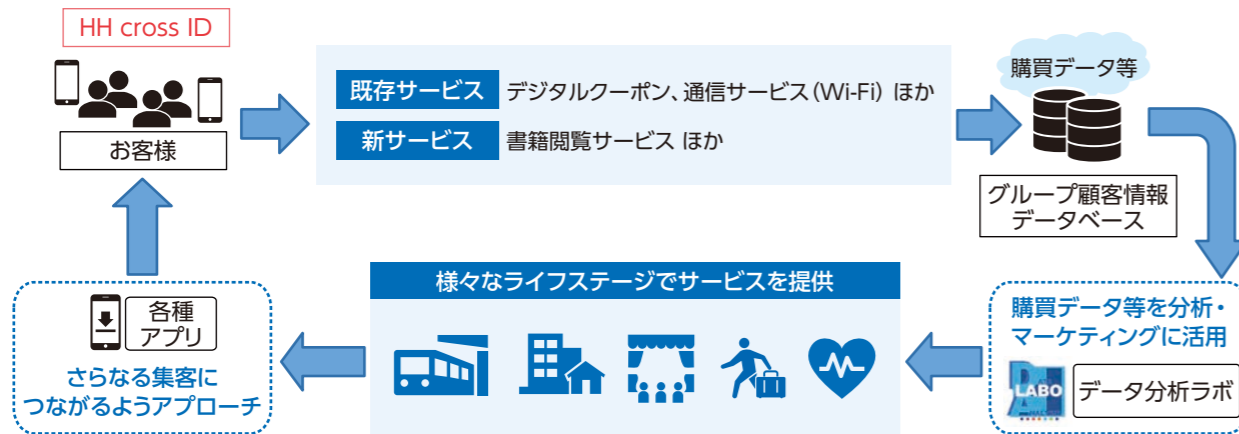 HH cross ID
お客様
既存サービス デジタルクーポン、通信サービス(Wi-Fi) ほか
新サービス 書籍閲覧サービス ほか
購買データ等
グループ顧客情報
データベース
購買データ等を分析・
マーケティングに活用
LABO
データ分析ラボ
様々なライフステージでサービスを提供
各種
アプリ
さらなる集客に
つながるようアプローチ